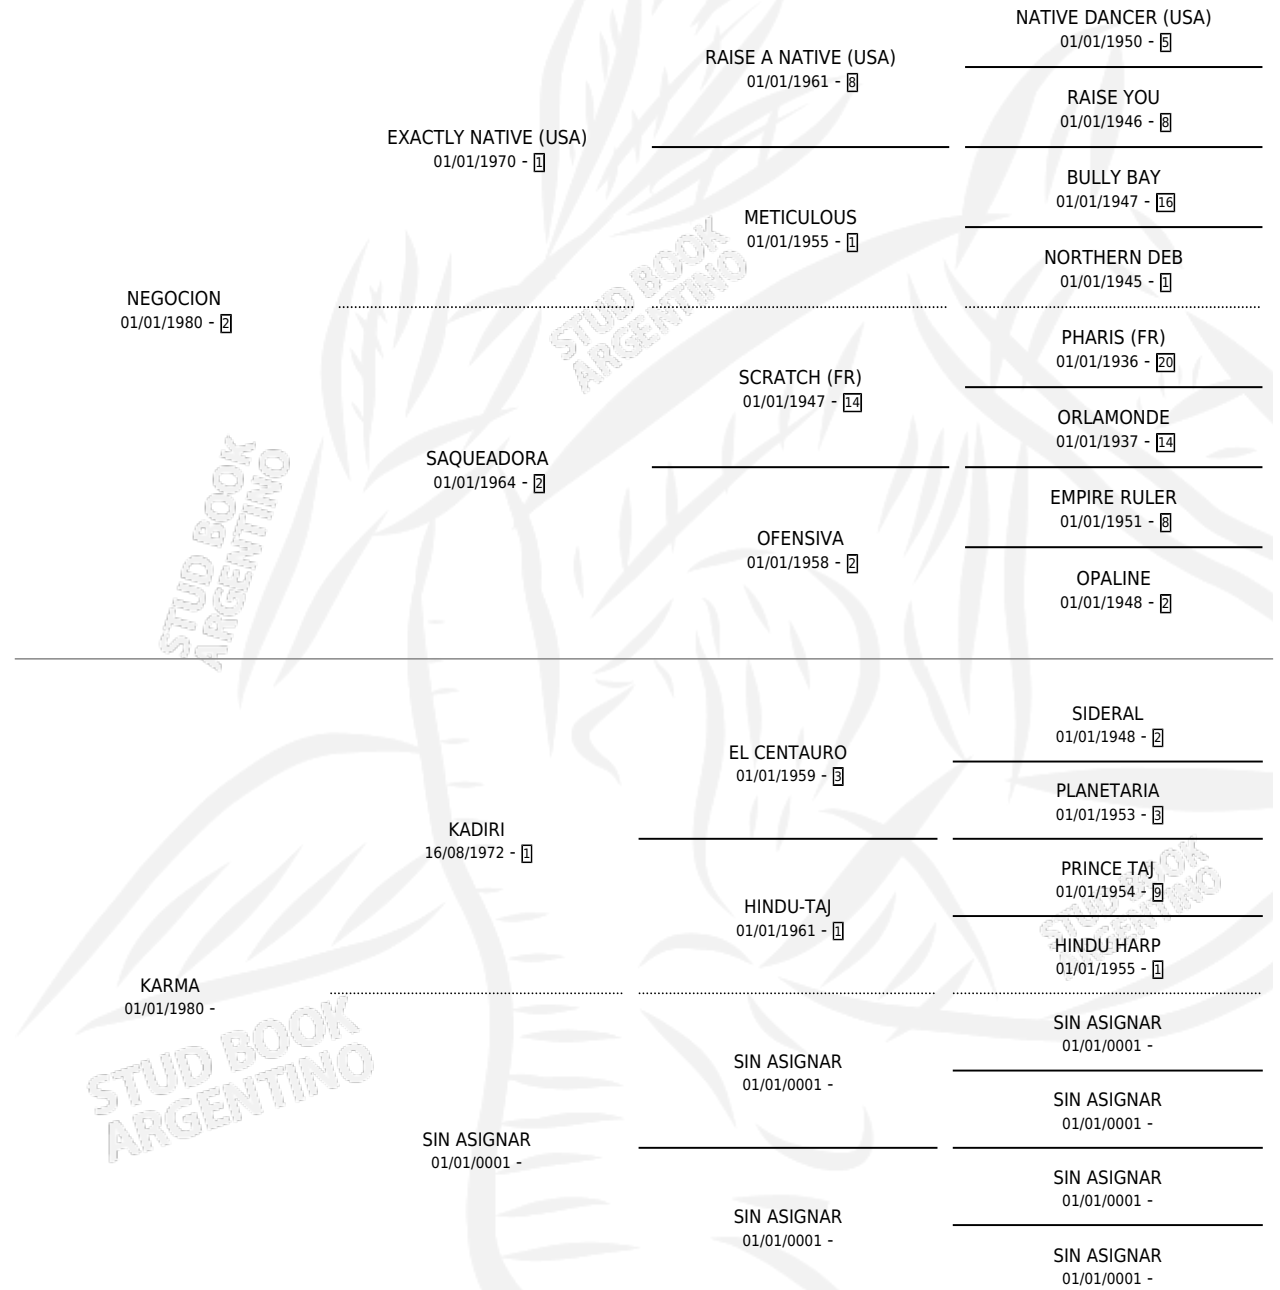 NATIVE DANCER (USA)
01/01/1950 - 5
RAISE A NATIVE (USA)
01/01/1961 - 8
RAISE YOU
01/01/1946 - 8
EXACTLY NATIVE (USA)
01/01/1970 - 1
BULLY BAY
01/01/1947 - 16
METICULOUS
01/01/1955 - 1
NORTHERN DEB
01/01/1945 - 1
NEGOCION
01/01/1980 - 2
STUD BOOK
ARGENTINO
PHARIS (FR)
01/01/1936 - 20
SCRATCH (FR)
01/01/1947 - 14
ORLAMONDE
01/01/1937 - 14
SAQUEADORA
01/01/1964 - 2
EMPIRE RULER
01/01/1951 - 8
OFENSIVA
01/01/1958 - 2
OPALINE
01/01/1948 - 2
STUD BOOK
ARGENTINO
SIDERAL
01/01/1948 - 2
EL CENTAURO
01/01/1959 - 3
PLANETARIA
01/01/1953 - 3
KADIRI
16/08/1972 - 1
PRINCE TAJ
01/01/1954 - 9
HINDU-TAJ
01/01/1961 - 1
STUD BOOK
ARGENTINO
HINDU HARP
01/01/1955 - 1
KARMA
01/01/1980 -
STUD BOOK
ARGENTINO
SIN ASIGNAR
01/01/0001 -
SIN ASIGNAR
01/01/0001 -
SIN ASIGNAR
01/01/0001 -
SIN ASIGNAR
01/01/0001 -
SIN ASIGNAR
01/01/0001 -
SIN ASIGNAR
01/01/0001 -
SIN ASIGNAR
01/01/0001 -